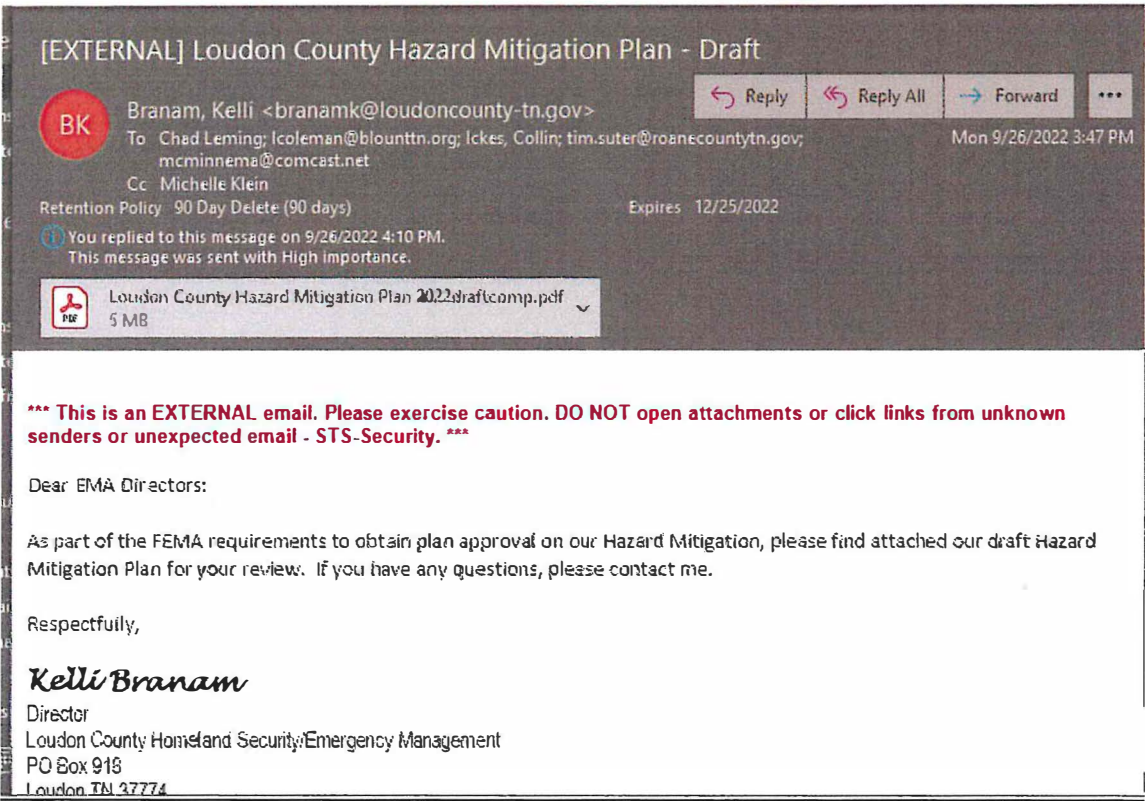 [EXTERNAL] Loudon County Hazard Mitigation Plan - Draft
Reply
Reply All
Forward
BK
Branam, Kelli <branamk@loudoncounty-tn.gov>
To Chad Leming; lcoleman@blounttn.org; Ickes, Collin; tim.suter@roanecountytn.gov;
mcminnema@comcast.net
Mon 9/26/2022 3:47 PM
Cc Michelle Klein
Retention Policy 90 Day Delete (90 days)
Expires 12/25/2022
You replied to this message on 9/26/2022 4:10 PM.
This message was sent with High importance.
PDF
Loudon County Hazard Mitigation Plan 2022draftcomp.pdf
5 MB
*** This is an EXTERNAL email. Please exercise caution. DO NOT open attachments or click links from unknown
senders or unexpected email - STS-Security. ***
Dear EMA Directors:
As part of the FEMA requirements to obtain plan approval on our Hazard Mitigation, please find attached our draft Hazard
Mitigation Plan for your review. If you have any questions, please contact me.
Respectfully,
Kelli Branam
Director
Loudon County Homeland Security/Emergency Management
PO Box 918
Loudon TN 37774